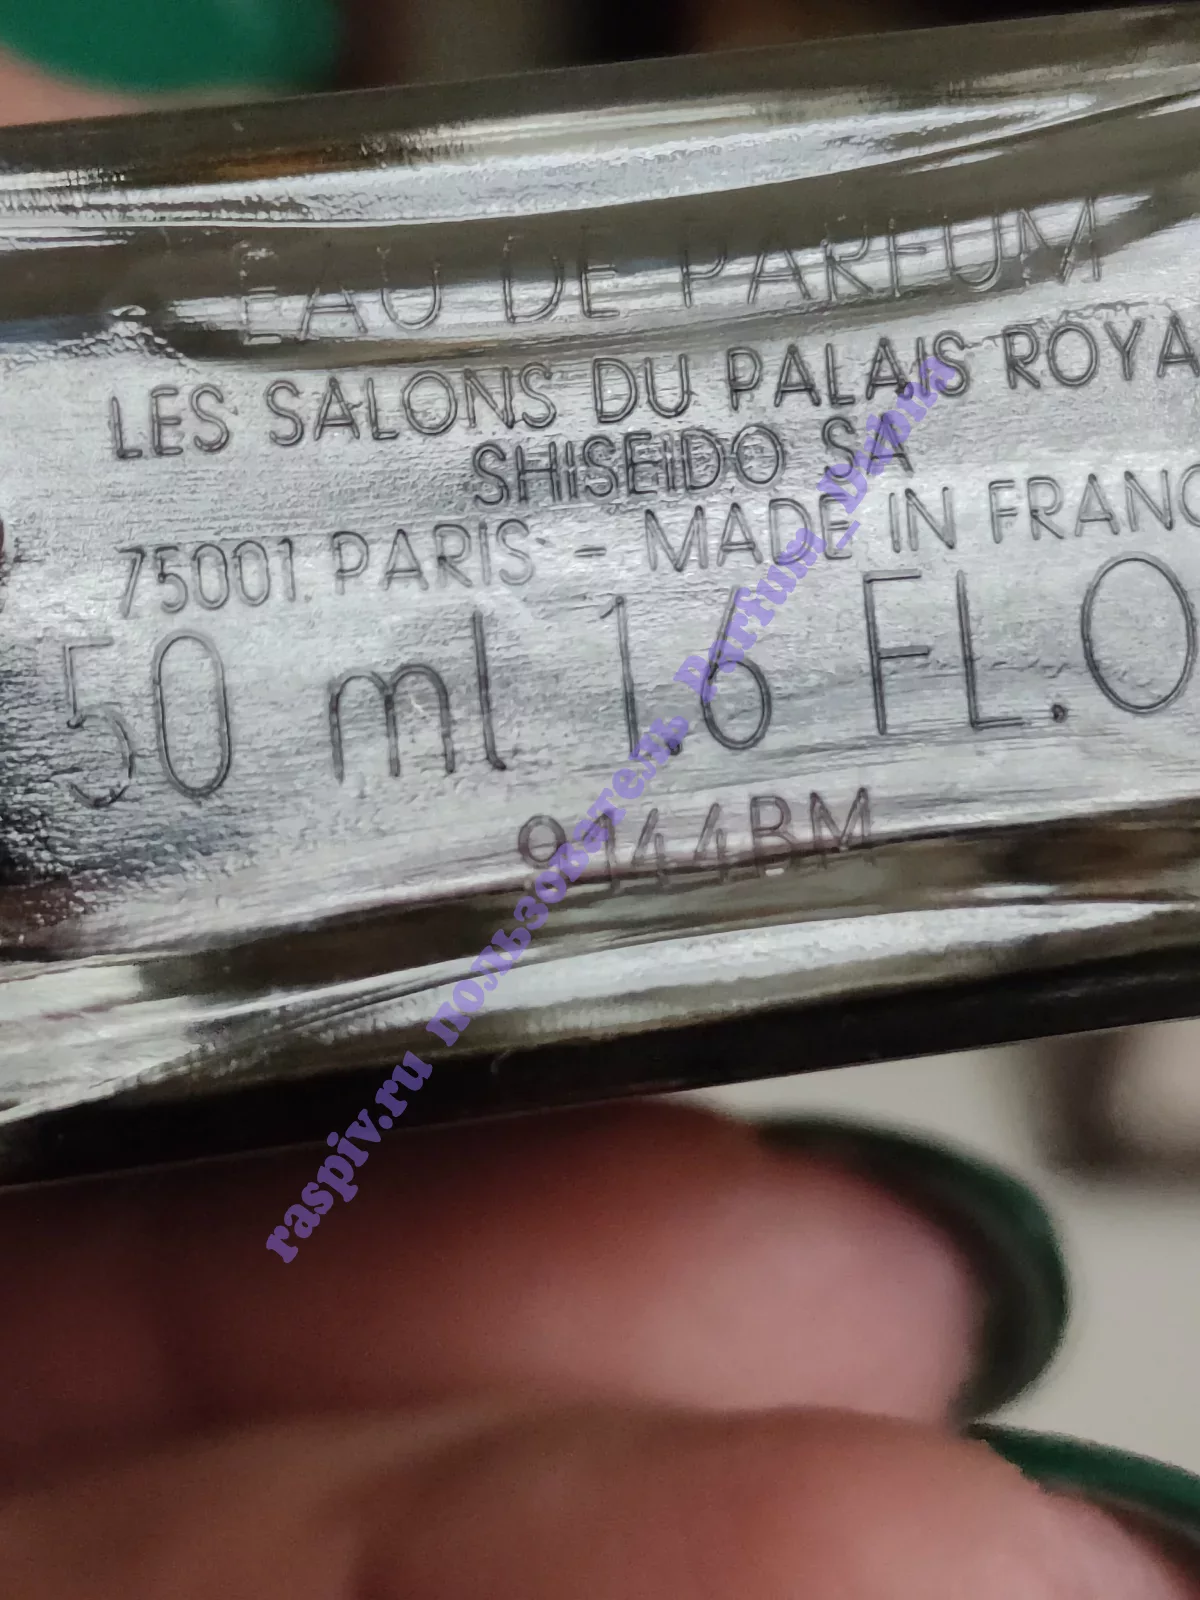 EAU DE PARFUM
LES SALONS DU PALAIS ROYA
SHISEIDO SA
75001 PARIS - MADE IN FRANC
50 ml 1.6 FL.O
9144BM
raspiv.ru пользователь Parfum_Dubna